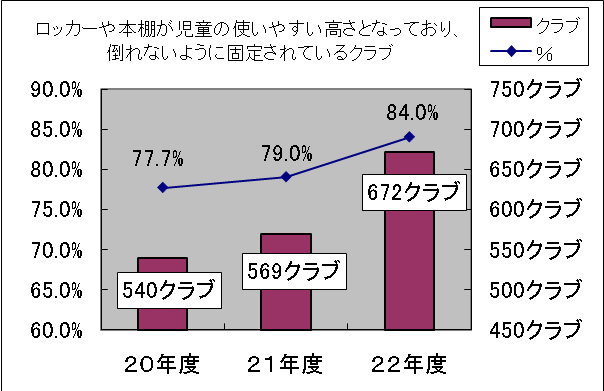 ロッカーや本棚が児童の使いやすい高さとなっており、
倒れないように固定されているクラブ
クラブ
%
90.0%
85.0%
80.0%
75.0%
70.0%
65.0%
60.0%
750クラブ
700クラブ
650クラブ
600クラブ
550クラブ
500クラブ
450クラブ
77.7%
79.0%
84.0%
540クラブ
569クラブ
672クラブ
20年度
21年度
22年度